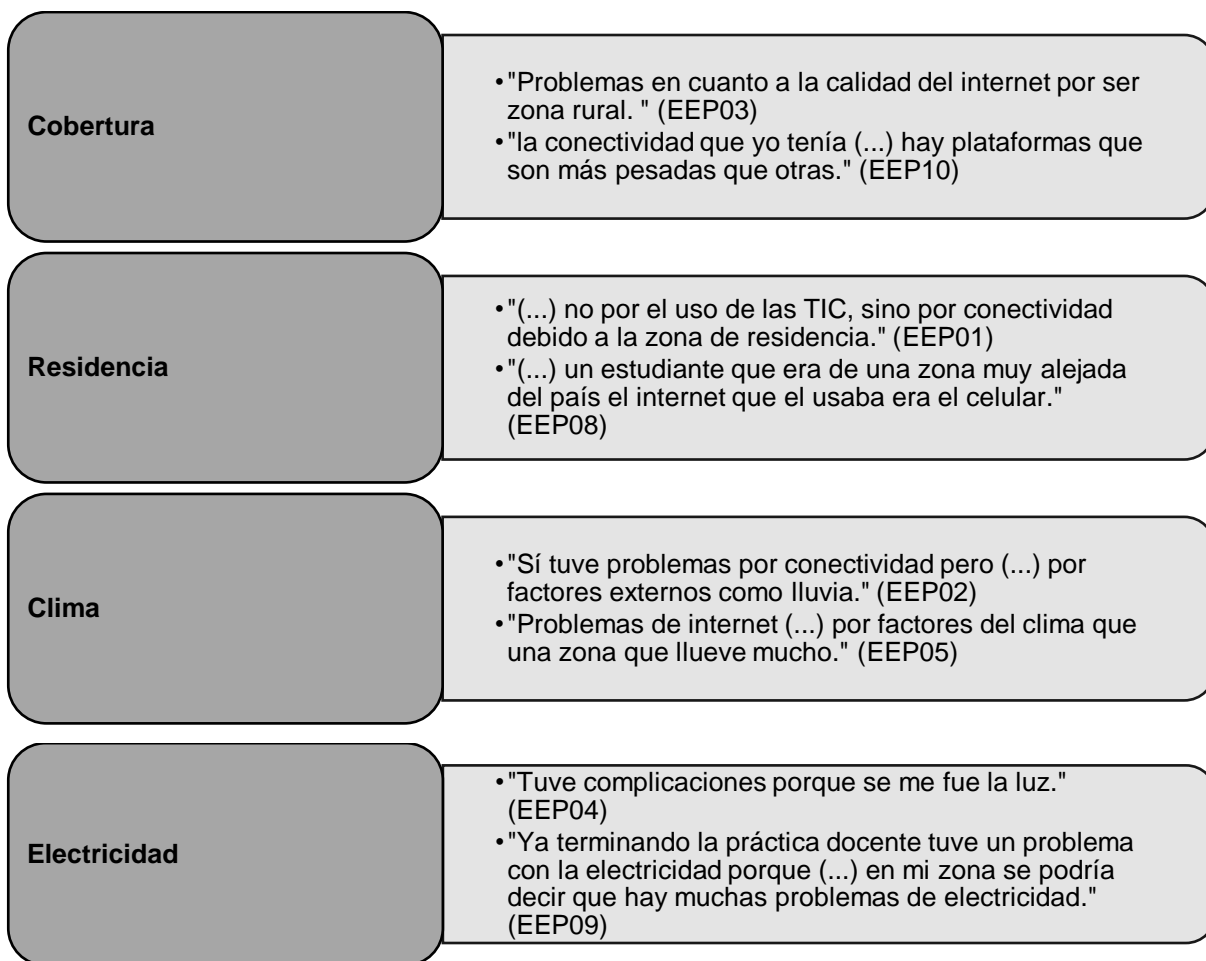 Cobertura
•"Problemas en cuanto a la calidad del internet por ser
zona rural. " (EEP03)
•"la conectividad que yo tenía (...) hay plataformas que
son más pesadas que otras." (EEP10)
Residencia
•"(...) no por el uso de las TIC, sino por conectividad
debido a la zona de residencia." (EEP01)
•"(...) un estudiante que era de una zona muy alejada
del país el internet que el usaba era el celular."
(EEP08)
Clima
•"Sí tuve problemas por conectividad pero (...) por
factores externos como lluvia." (EEP02)
•"Problemas de internet (...) por factores del clima que
una zona que llueve mucho." (EEP05)
Electricidad
•"Tuve complicaciones porque se me fue la luz."
(EEP04)
•"Ya terminando la práctica docente tuve un problema
con la electricidad porque (...) en mi zona se podría
decir que hay muchas problemas de electricidad."
(EEP09)